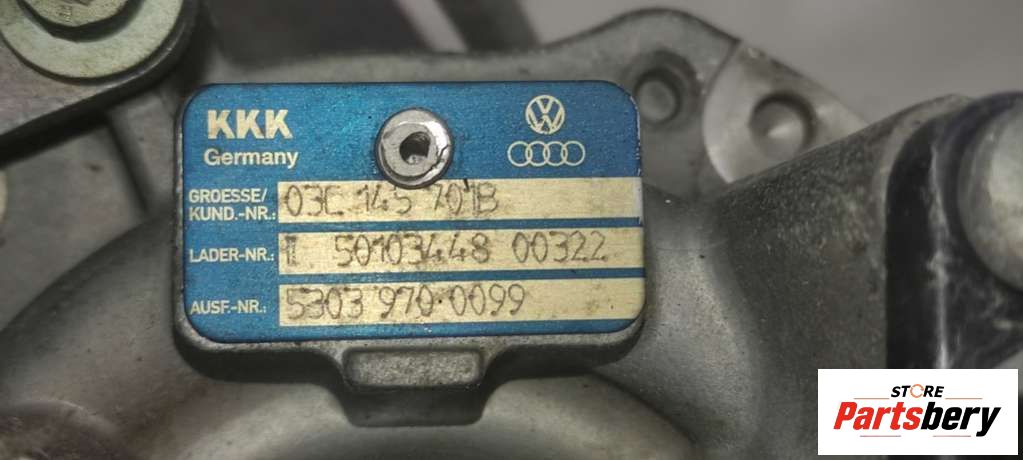 KKK
Germany
GROESSE/
KUND.-NR.: 03C 145 701B
LADER-NR.: I 50103448 00322
AUSF.-NR.: 5303 970 0099
STORE
Partsbery